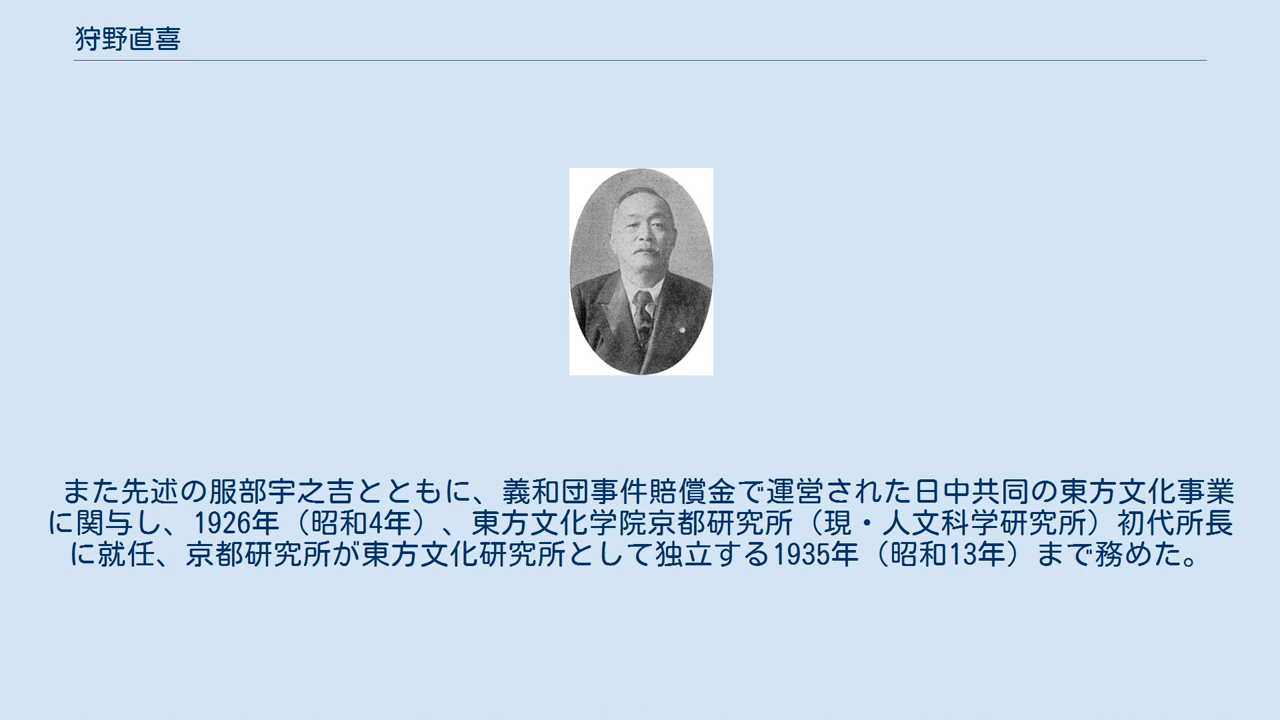 狩野直喜
また先述の服部宇之吉とともに、義和団事件賠償金で運営された日中共同の東方文化事業
に関与し、1926年（昭和4年）、東方文化学院京都研究所（現・人文科学研究所）初代所長
に就任、京都研究所が東方文化研究所として独立する1935年（昭和13年）まで務めた。